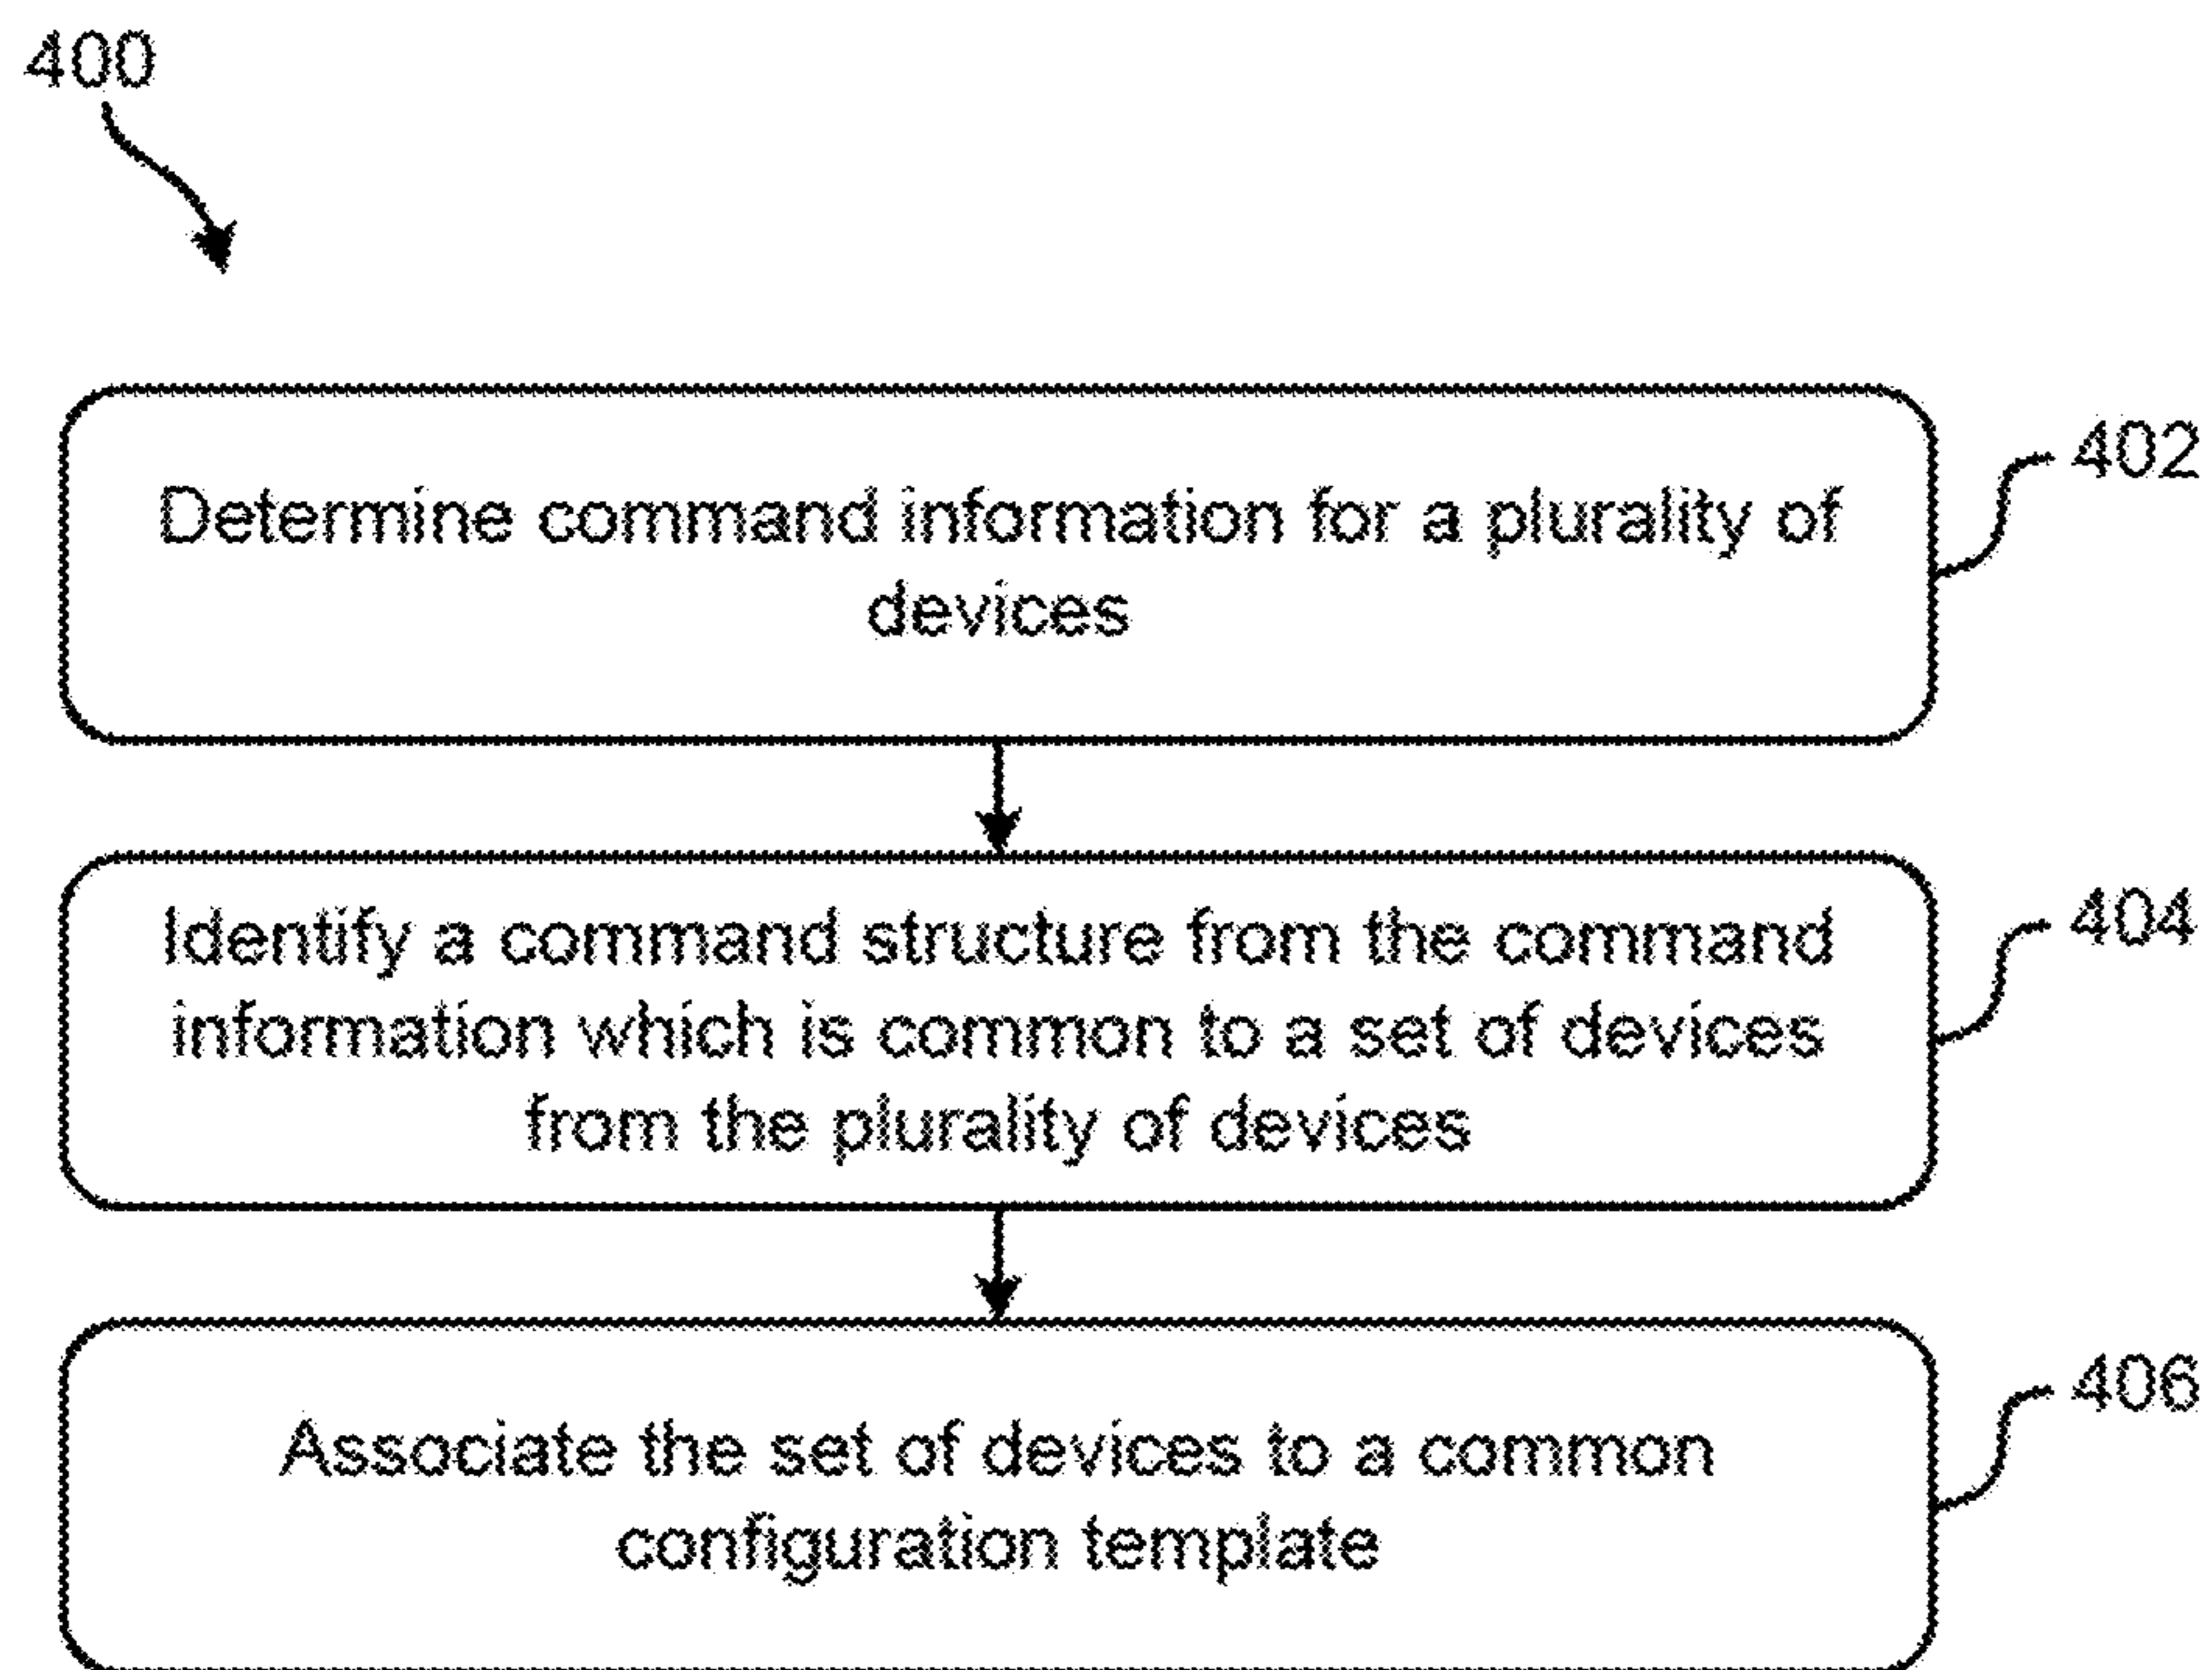 400
402
Determine command information for a plurality of
devices
404
Identify a command structure from the command
information which is common to a set of devices
from the plurality of devices
406
Associate the set of devices to a common
configuration template